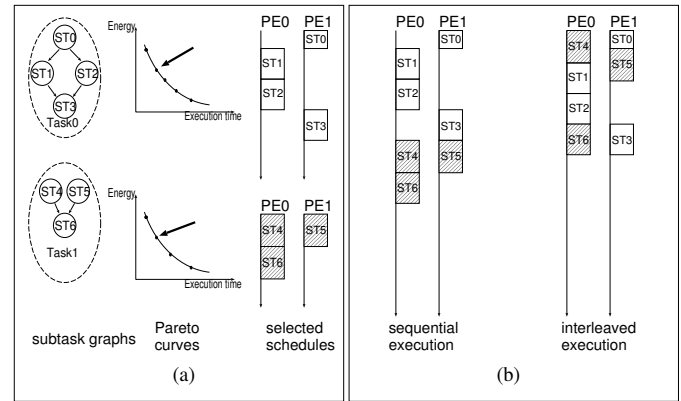 Energy
PE0 PE1
ST0
ST1 ST2
ST3
Task0
Execution time
ST0
ST1
ST2
ST3
Energy
PE0 PE1
ST4 ST5
ST6
Task1
Execution time
ST4 ST5
ST6
subtask graphs
Pareto
curves
selected
schedules
(a)
PE0 PE1
ST0
ST1
ST2
ST3
ST4 ST5
ST6
sequential
execution
PE0 PE1
ST4 ST0
ST5
ST1
ST2
ST6 ST3
interleaved
execution
(b)